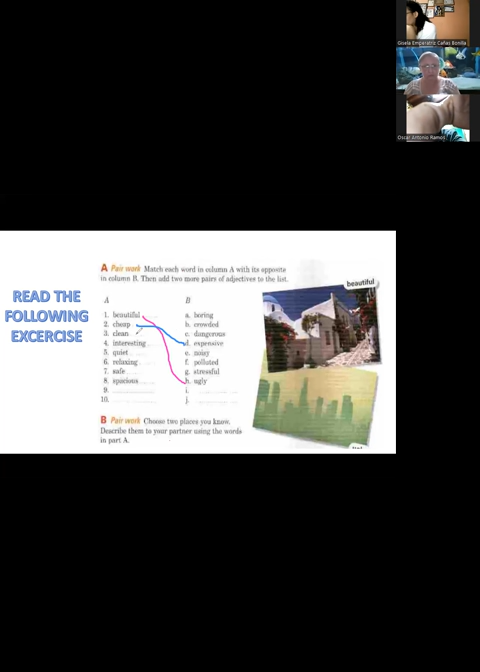 Gisela Emperatriz Cañas Bonilla
Oscar Antonio Ramos
READ THE
FOLLOWING
EXCERCISE
A Pair work Match each word in column A with its opposite
in column B. Then add two more pairs of adjectives to the list.
A B
1. beautiful a. boring
2. cheap b. crowded
3. clean c. dangerous
4. interesting d. expensive
5. quiet e. noisy
6. relaxing f. polluted
7. safe g. stressful
8. spacious h. ugly
9. i.
10. j.
B Pair work Choose two places you know.
Describe them to your partner using the words
in part A.
beautiful